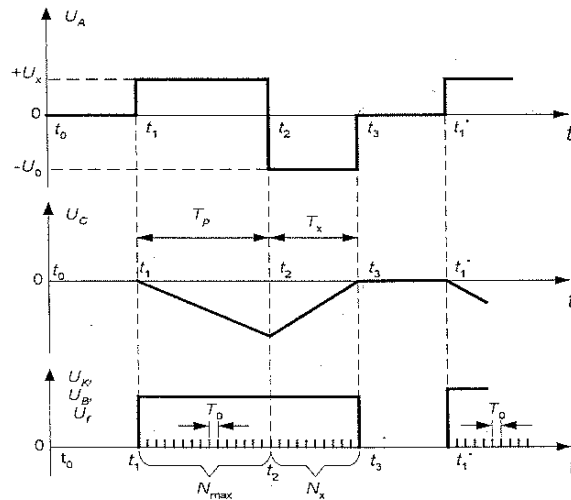 U_A
+U_x
0
t_0 t_1 t_2 t_3 t_1' t
-U_0
U_C
T_P T_x
0 t_0 t_1 t_2 t_3 t_1' t
U_K,
U_B,
U_f
T_0 T_0
0
t_0 t_1 t_2 t_3 t_1' t
N_max N_x